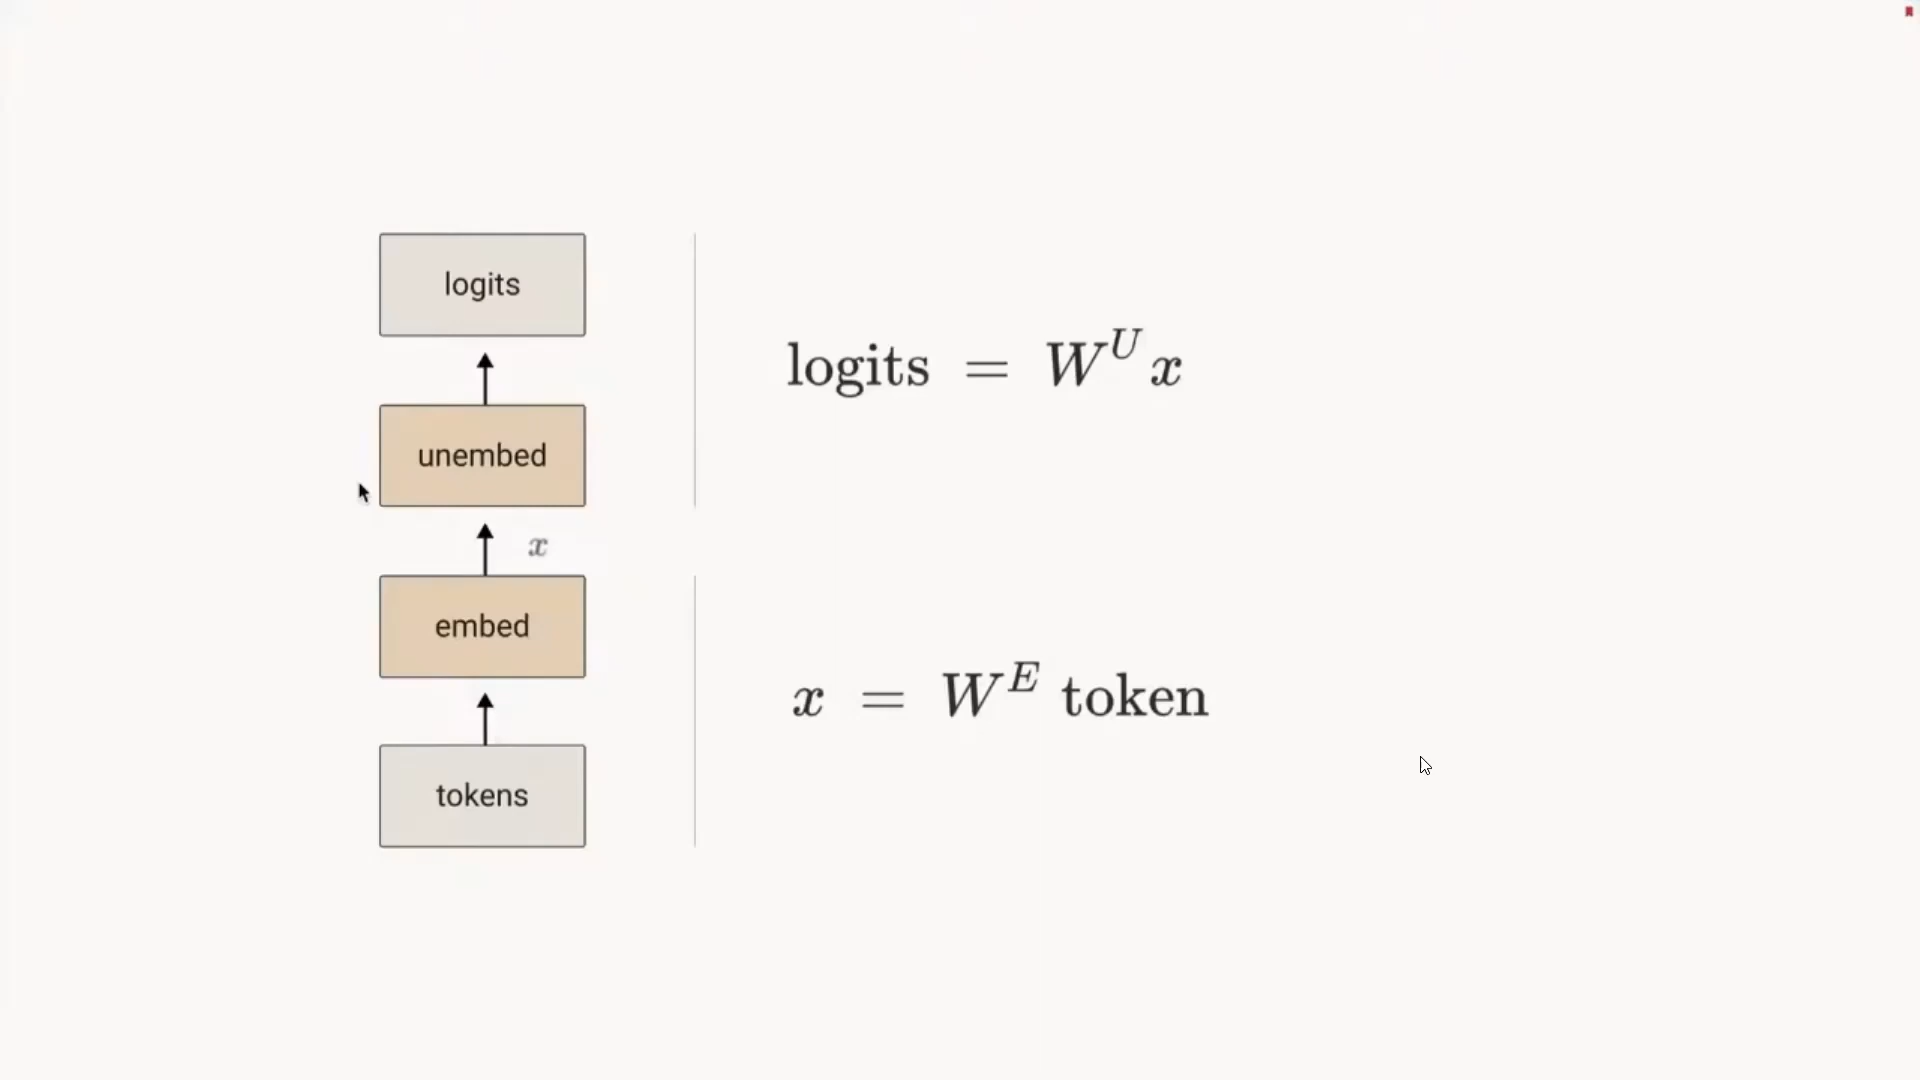 logits
unembed
x
embed
tokens
logits = W^U x
x = W^E token